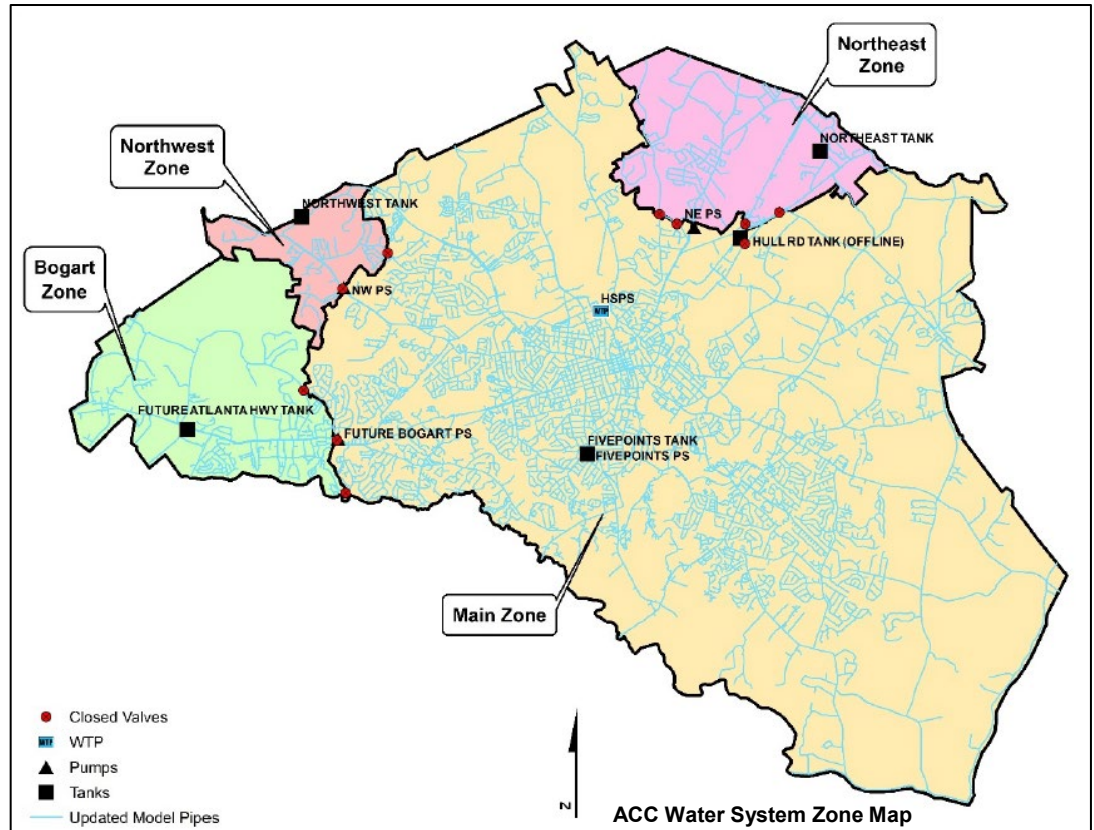 Northeast
Zone
Northwest
Zone
NORTHEAST TANK
NORTHWEST TANK
NE PS
HULL RD TANK (OFFLINE)
Bogart
Zone
NW PS
HSPS
WTP
FUTURE ATLANTA HWY TANK
FUTURE BOGART PS
FIVEPOINTS TANK
FIVEPOINTS PS
Main Zone
Closed Valves
WTP
WTP
Pumps
Tanks
Updated Model Pipes
N
ACC Water System Zone Map